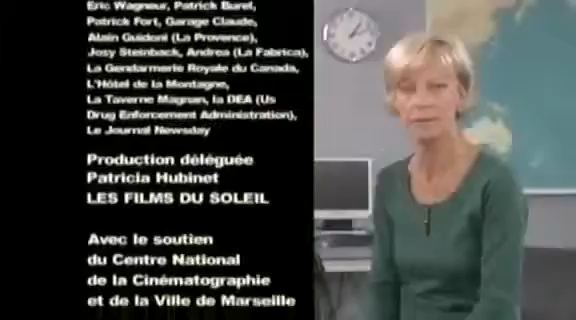 Eric Wagneur, Patrick Burel,
Patrick Fort, Garage Claude,
Alain Guidoni (La Provence),
Josy Steinback, Andrea (La Fabrica),
La Gendarmerie Royale du Canada,
L'Hôtel de la Montagne,
La Taverne Magnan, la DEA (Us
Drug Enforcement Administration),
Le Journal Newsday
Production déléguée
Patricia Hubinet
LES FILMS DU SOLEIL
Avec le soutien
du Centre National
de la Cinématographie
et de la Ville de Marseille